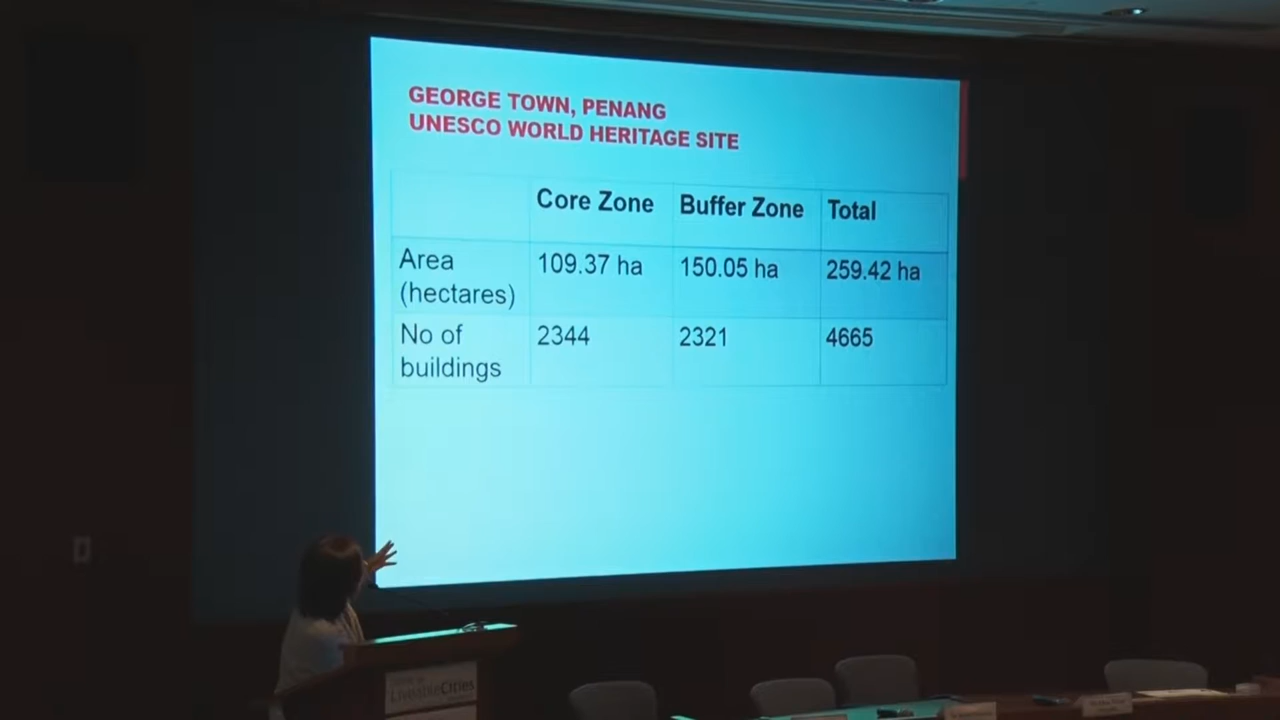 GEORGE TOWN, PENANG
UNESCO WORLD HERITAGE SITE
Core Zone Buffer Zone Total
Area (hectares) 109.37 ha 150.05 ha 259.42 ha
No of buildings 2344 2321 4665
LiveableCities